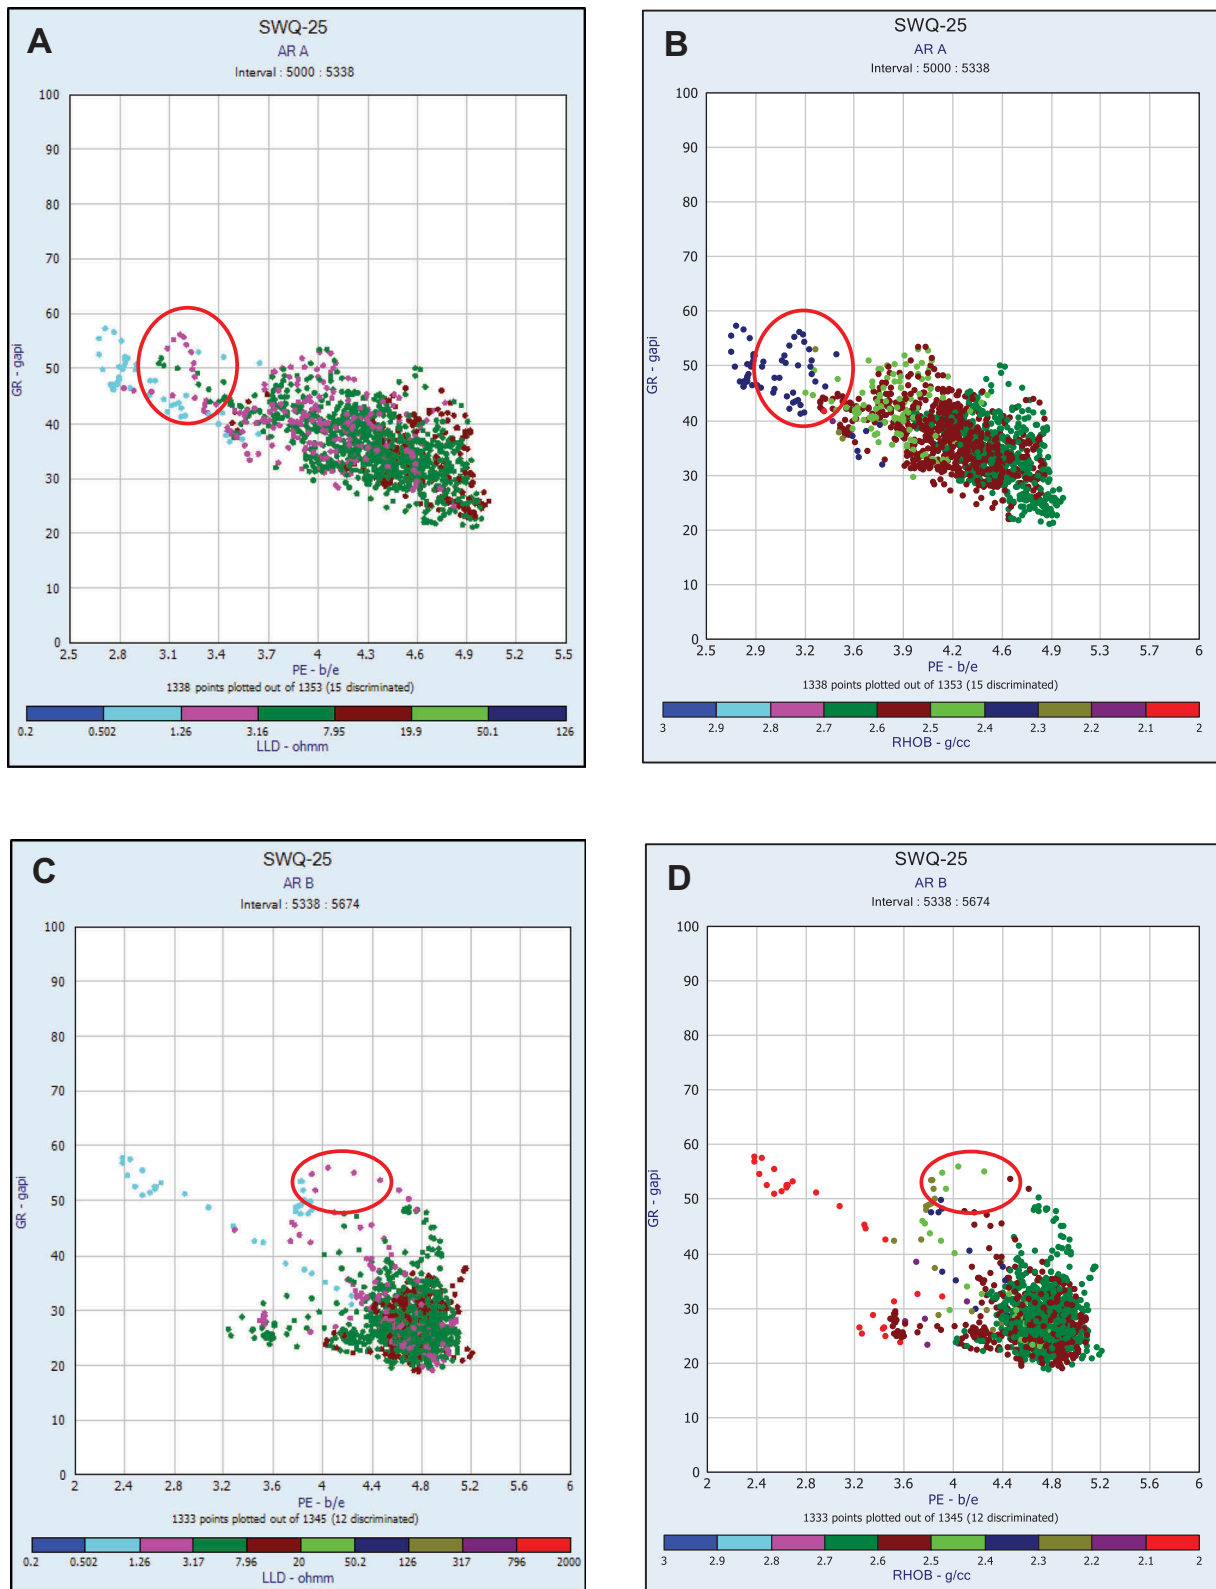 A
SWQ-25
AR A
Interval : 5000 : 5338
100
90
80
70
60
50
40
30
20
10
0
GR - gapi
2.5 2.8 3.1 3.4 3.7 4 4.3 4.6 4.9 5.2 5.5
PE - b/e
1338 points plotted out of 1353 (15 discriminated)
0.2 0.502 1.26 3.16 7.95 19.9 50.1 126
LLD - ohmm
B
SWQ-25
AR A
Interval : 5000 : 5338
100
90
80
70
60
50
40
30
20
10
0
GR - gapi
2.5 2.9 3.2 3.6 3.9 4.2 4.6 4.9 5.3 5.7 6
PE - b/e
1338 points plotted out of 1353 (15 discriminated)
3 2.9 2.8 2.7 2.6 2.5 2.4 2.3 2.2 2.1 2
RHOB - g/cc
C
SWQ-25
AR B
Interval : 5338 : 5674
100
90
80
70
60
50
40
30
20
10
0
GR - gapi
2 2.4 2.8 3.2 3.6 4 4.4 4.8 5.2 5.6 6
PE - b/e
1333 points plotted out of 1345 (12 discriminated)
0.2 0.502 1.26 3.17 7.96 20 50.2 126 317 796 2000
LLD - ohmm
D
SWQ-25
AR B
Interval : 5338 : 5674
100
90
80
70
60
50
40
30
20
10
0
GR - gapi
2 2.4 2.8 3.2 3.6 4 4.4 4.8 5.2 5.6 6
PE - b/e
1333 points plotted out of 1345 (12 discriminated)
3 2.9 2.8 2.7 2.6 2.5 2.4 2.3 2.2 2.1 2
RHOB - g/cc